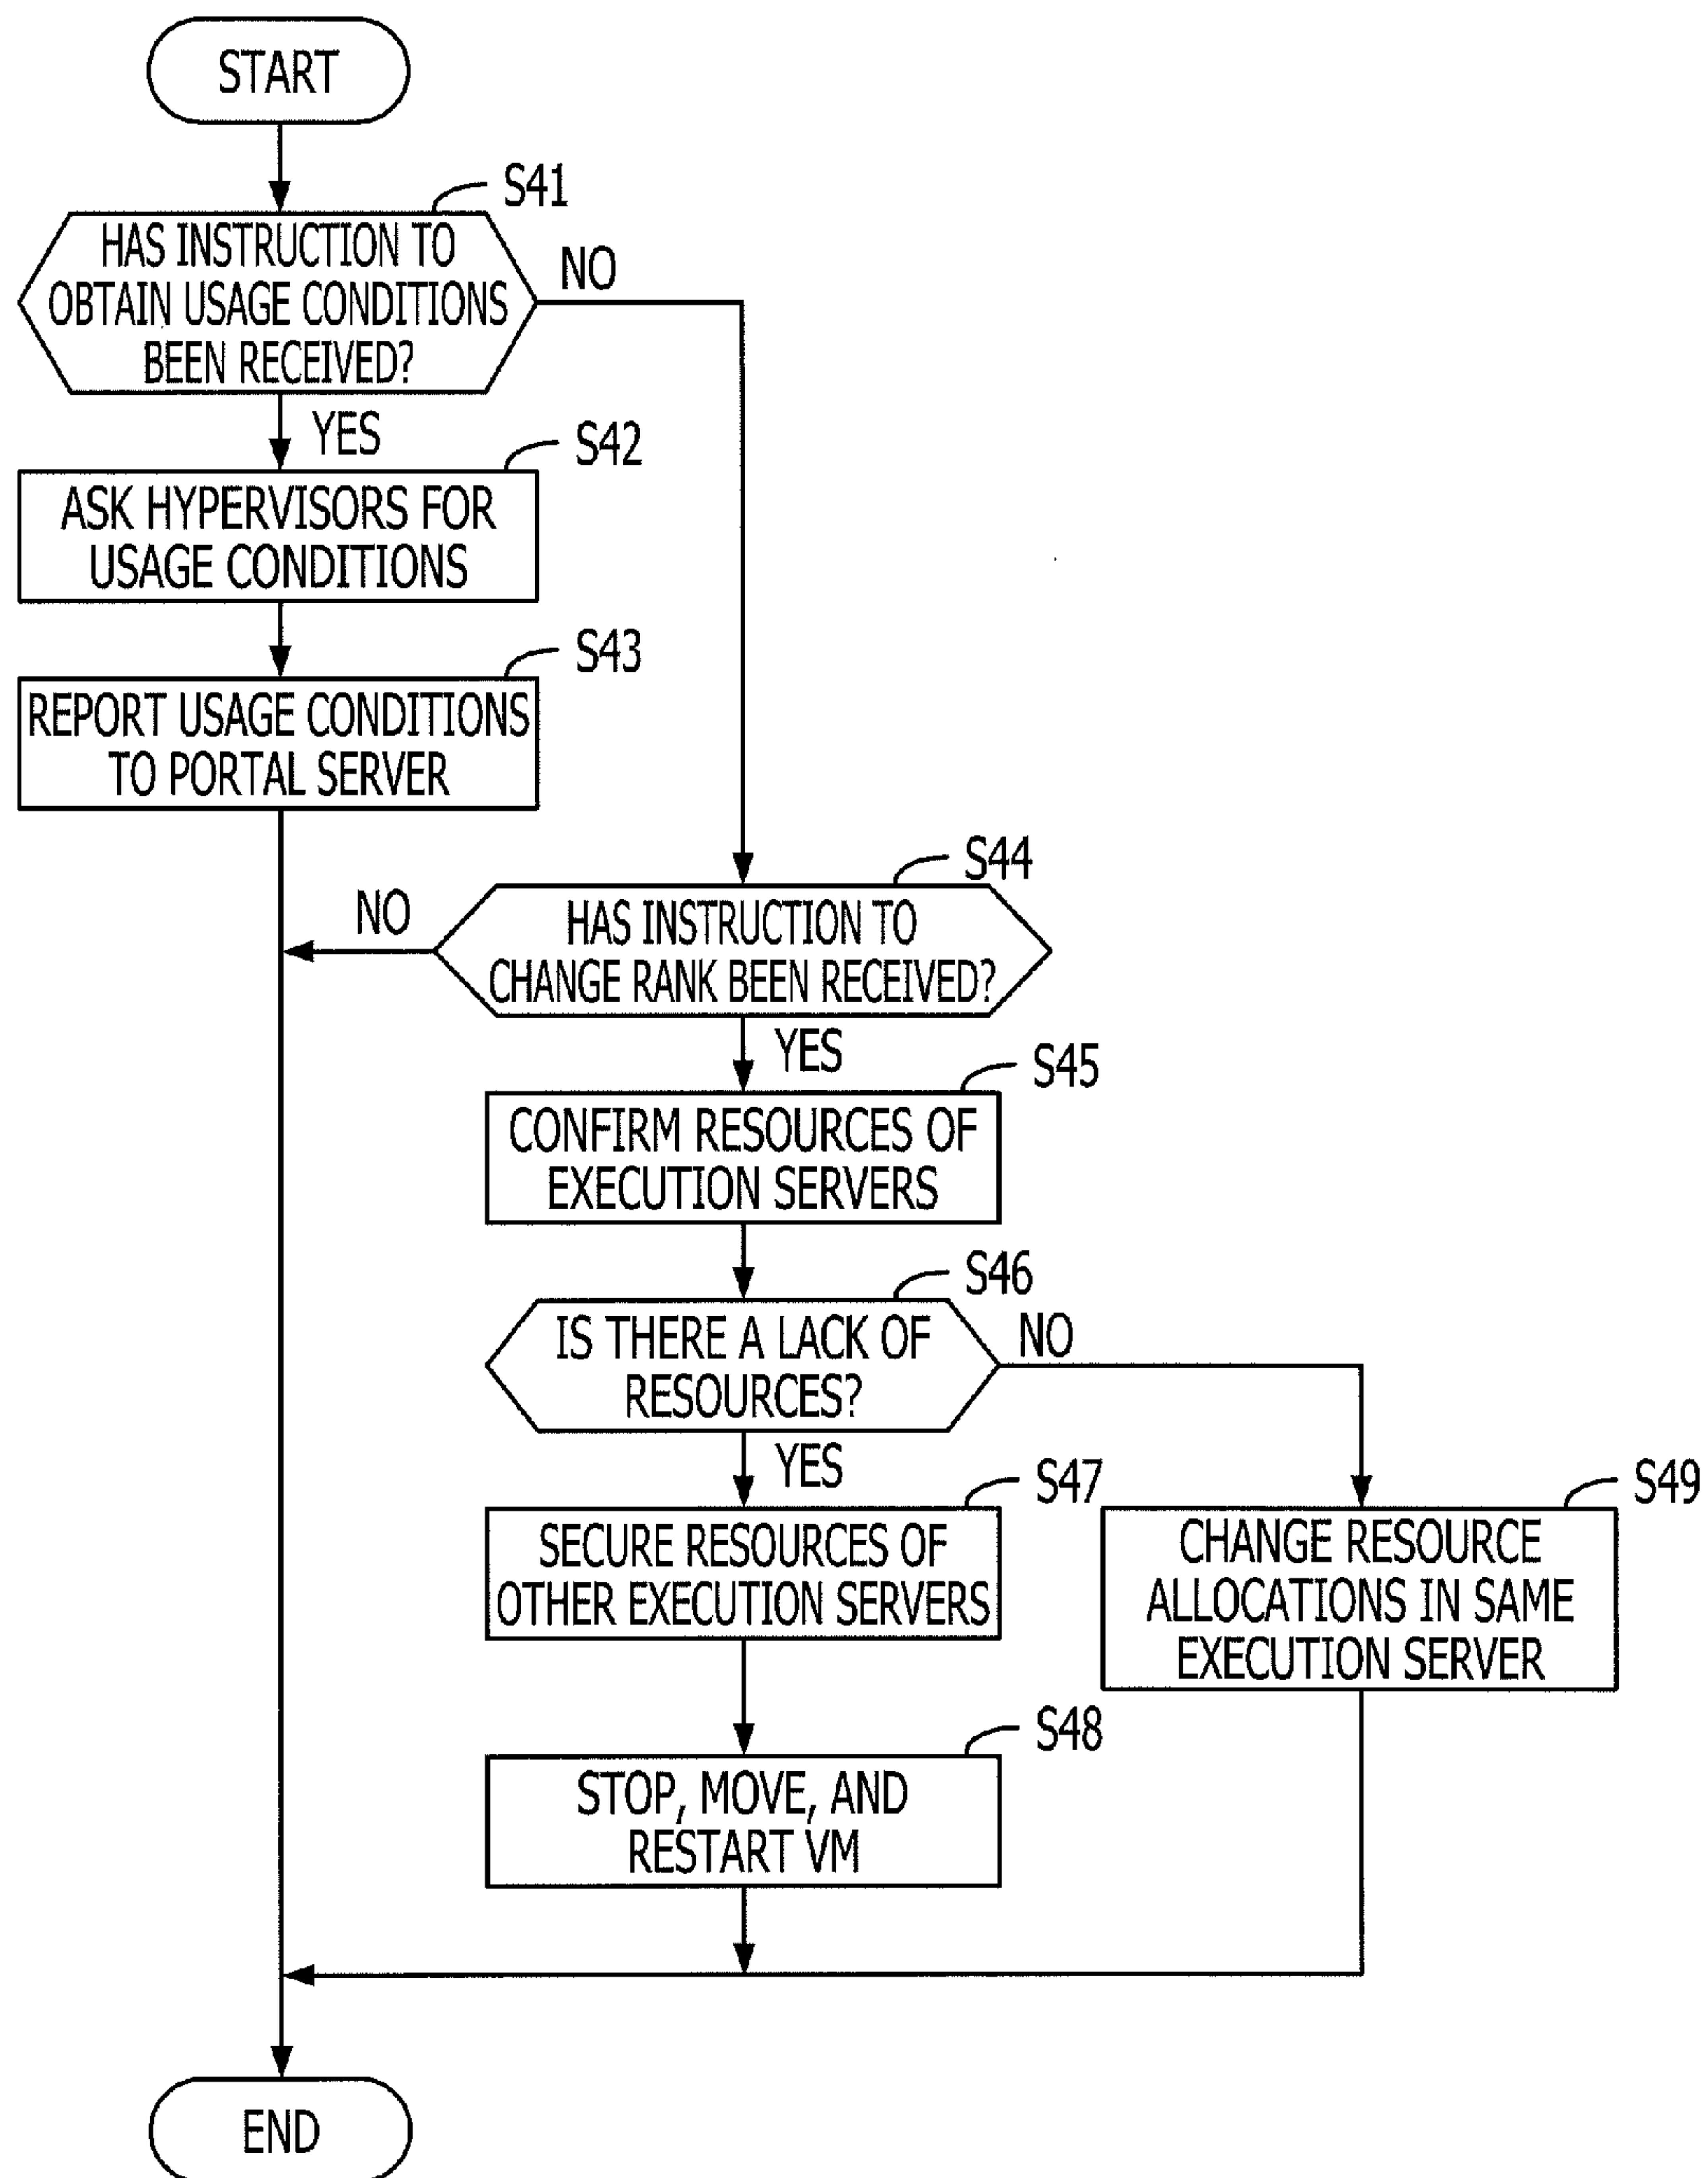 START
S41
HAS INSTRUCTION TO
OBTAIN USAGE CONDITIONS
BEEN RECEIVED?
NO
YES
S42
ASK HYPERVISORS FOR
USAGE CONDITIONS
S43
REPORT USAGE CONDITIONS
TO PORTAL SERVER
S44
NO
HAS INSTRUCTION TO
CHANGE RANK BEEN RECEIVED?
YES
S45
CONFIRM RESOURCES OF
EXECUTION SERVERS
S46
IS THERE A LACK OF
RESOURCES?
NO
YES
S47
SECURE RESOURCES OF
OTHER EXECUTION SERVERS
S49
CHANGE RESOURCE
ALLOCATIONS IN SAME
EXECUTION SERVER
S48
STOP, MOVE, AND
RESTART VM
END